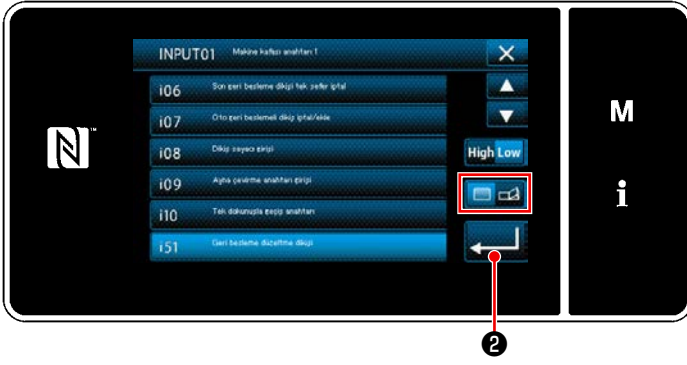 INPUT01 Makine kafası anahtarı 1
i06 Son geri besleme dikişi tek sefer iptal
i07 Oto geri beslemeli dikiş iptal/ekle
i08 Dikiş sayacı girişi
High Low
i09 Ayna çevirme anahtarı girişi
i10 Tek dokunuşla geçiş anahtarı
i51 Geri besleme düzeltme dikişi
M
i
N
2